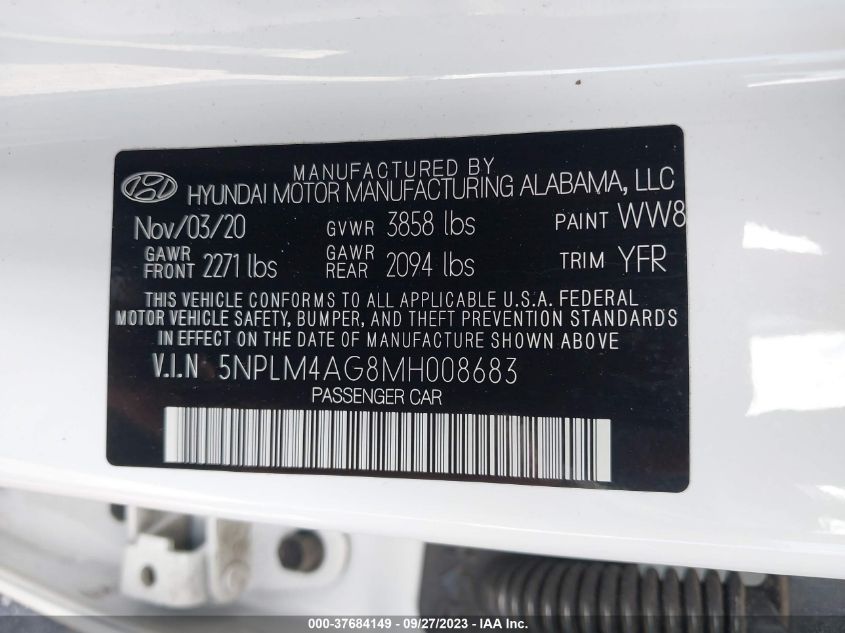 MANUFACTURED BY
HYUNDAI MOTOR MANUFACTURING ALABAMA, LLC
Nov/03/20 GVWR 3858 lbs PAINT WW8
GAWR FRONT 2271 lbs GAWR REAR 2094 lbs TRIM YFR
THIS VEHICLE CONFORMS TO ALL APPLICABLE U.S.A. FEDERAL
MOTOR VEHICLE SAFETY, BUMPER, AND THEFT PREVENTION STANDARDS
IN EFFECT ON THE DATE OF MANUFACTURE SHOWN ABOVE
V.I.N 5NPLM4AG8MH008683
PASSENGER CAR
000-37684149 - 09/27/2023 - IAA Inc.